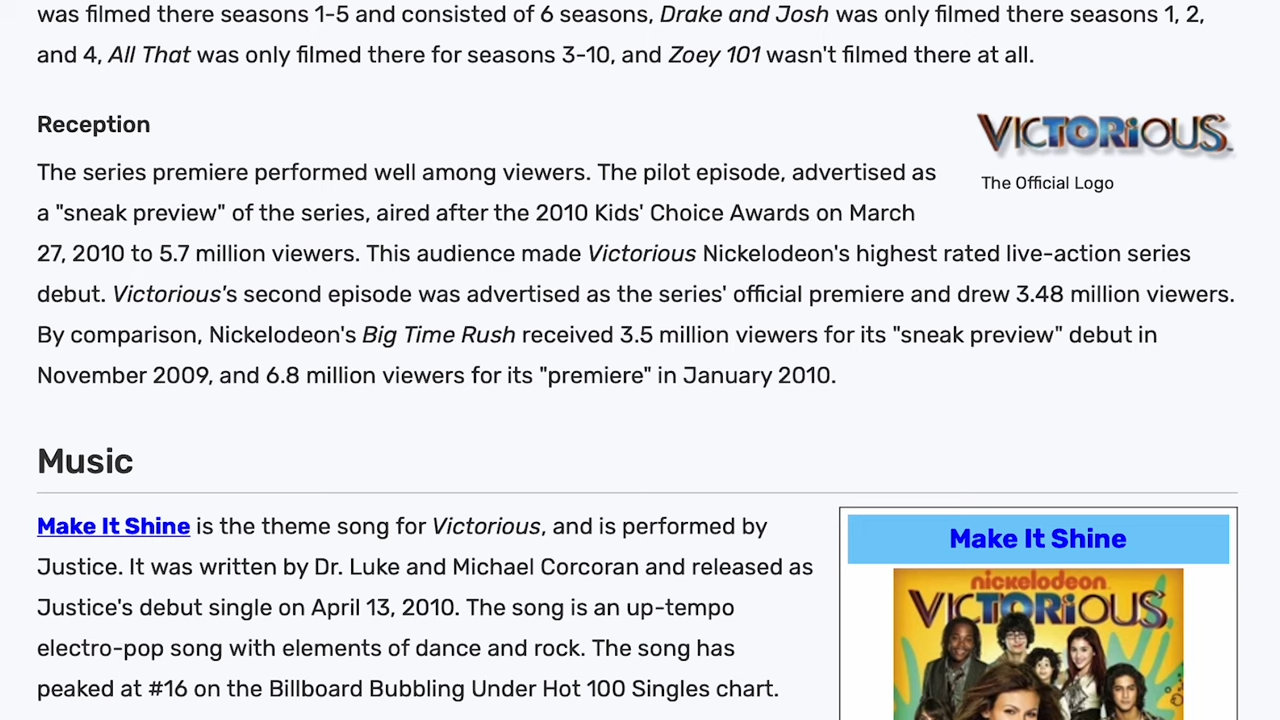 was filmed there seasons 1-5 and consisted of 6 seasons, Drake and Josh was only filmed there seasons 1, 2,
and 4, All That was only filmed there for seasons 3-10, and Zoey 101 wasn't filmed there at all.
Reception
VICTORiOUS
The Official Logo
The series premiere performed well among viewers. The pilot episode, advertised as
a "sneak preview" of the series, aired after the 2010 Kids' Choice Awards on March
27, 2010 to 5.7 million viewers. This audience made Victorious Nickelodeon's highest rated live-action series
debut. Victorious's second episode was advertised as the series' official premiere and drew 3.48 million viewers.
By comparison, Nickelodeon's Big Time Rush received 3.5 million viewers for its "sneak preview" debut in
November 2009, and 6.8 million viewers for its "premiere" in January 2010.
Music
Make It Shine is the theme song for Victorious, and is performed by
Justice. It was written by Dr. Luke and Michael Corcoran and released as
Justice's debut single on April 13, 2010. The song is an up-tempo
electro-pop song with elements of dance and rock. The song has
peaked at #16 on the Billboard Bubbling Under Hot 100 Singles chart.
Make It Shine
nickelodeon
VICTORiOUS